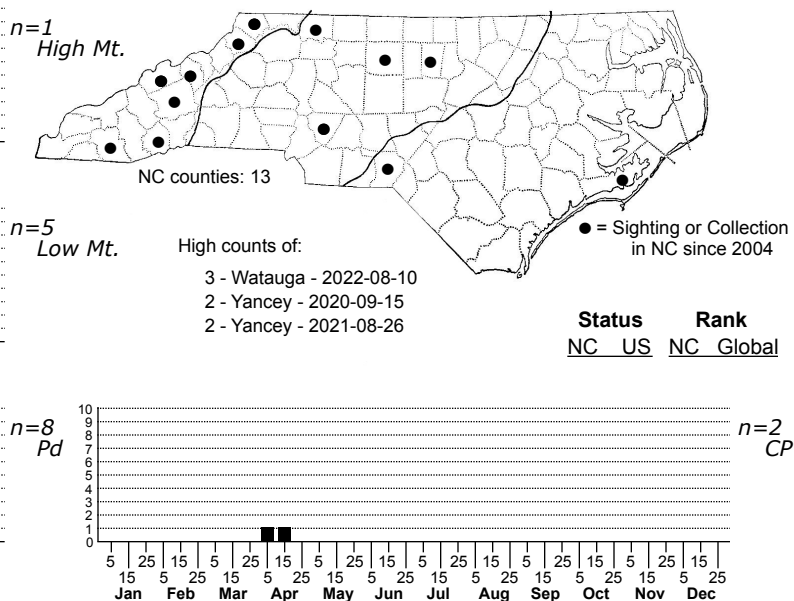 n=1
High Mt.
NC counties: 13
n=5
Low Mt.
High counts of:
3 - Watauga - 2022-08-10
2 - Yancey - 2020-09-15
2 - Yancey - 2021-08-26
● = Sighting or Collection
in NC since 2004
Status Rank
NC US NC Global
n=8
Pd
10
9
8
7
6
5
4
3
2
1
0
n=2
CP
5 15 25 5 15 25 5 15 25 5 15 25 5 15 25 5 15 25
15 5 25 15 5 25 15 5 25 15 5 25 15 5 25 15 5 25
Jan Feb Mar Apr May Jun Jul Aug Sep Oct Nov Dec